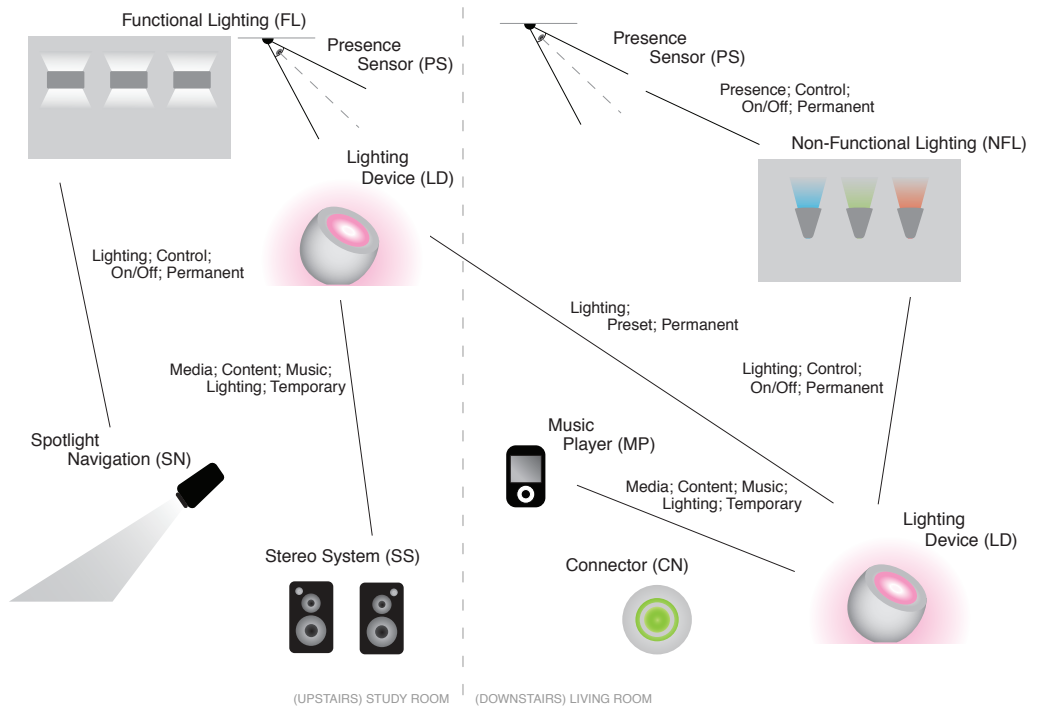 Functional Lighting (FL)
Presence
Sensor (PS)
Lighting
Device (LD)
Lighting; Control;
On/Off; Permanent
Media; Content; Music;
Lighting; Temporary
Spotlight
Navigation (SN)
Stereo System (SS)
(UPSTAIRS) STUDY ROOM
Presence
Sensor (PS)
Presence; Control;
On/Off; Permanent
Non-Functional Lighting (NFL)
Lighting;
Preset; Permanent
Lighting; Control;
On/Off; Permanent
Music
Player (MP)
Media; Content; Music;
Lighting; Temporary
Lighting
Device (LD)
Connector (CN)
(DOWNSTAIRS) LIVING ROOM